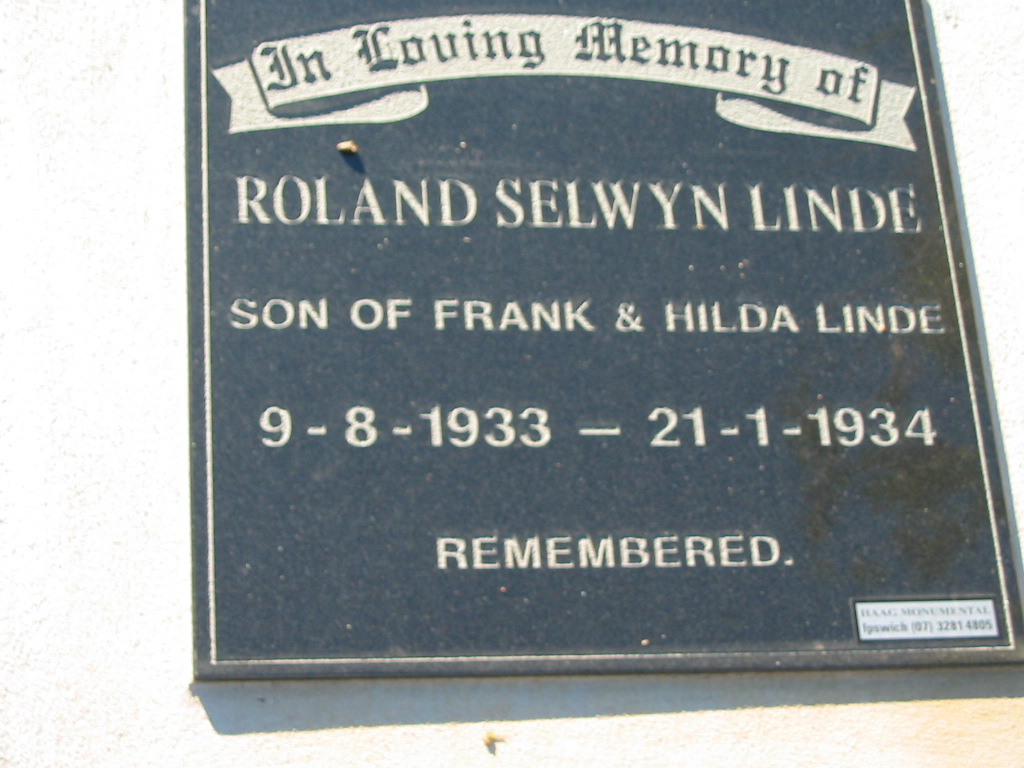 In Loving Memory of
ROLAND SELWYN LINDE
SON OF FRANK & HILDA LINDE
9-8-1933 — 21-1-1934
REMEMBERED.
HAAG MONUMENTAL
Ipswich (07) 3281 4805